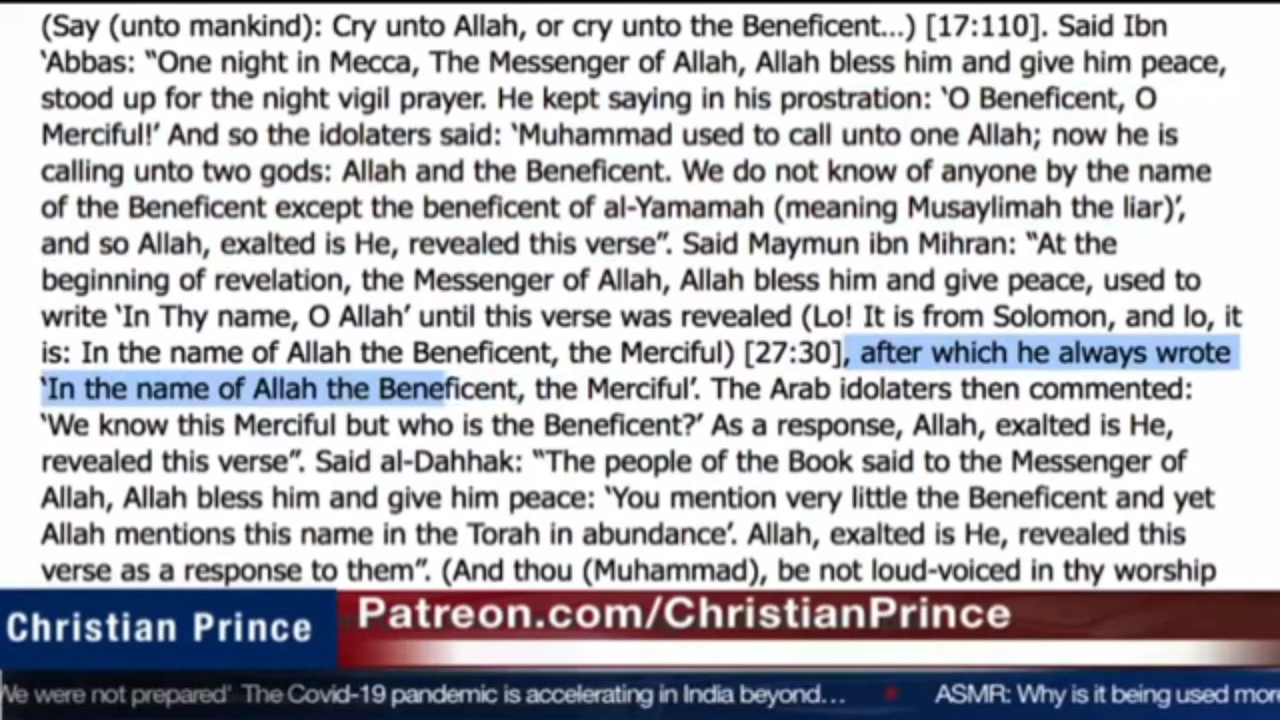 (Say (unto mankind): Cry unto Allah, or cry unto the Beneficent...) [17:110]. Said Ibn
‘Abbas: “One night in Mecca, The Messenger of Allah, Allah bless him and give him peace,
stood up for the night vigil prayer. He kept saying in his prostration: ‘O Beneficent, O
Merciful!’ And so the idolaters said: ‘Muhammad used to call unto one Allah; now he is
calling unto two gods: Allah and the Beneficent. We do not know of anyone by the name
of the Beneficent except the beneficent of al-Yamamah (meaning Musaylimah the liar)’,
and so Allah, exalted is He, revealed this verse”. Said Maymun ibn Mihran: “At the
beginning of revelation, the Messenger of Allah, Allah bless him and give peace, used to
write ‘In Thy name, O Allah’ until this verse was revealed (Lo! It is from Solomon, and lo, it
is: In the name of Allah the Beneficent, the Merciful) [27:30], after which he always wrote
‘In the name of Allah the Beneficent, the Merciful’. The Arab idolaters then commented:
‘We know this Merciful but who is the Beneficent?’ As a response, Allah, exalted is He,
revealed this verse”. Said al-Dahhak: “The people of the Book said to the Messenger of
Allah, Allah bless him and give him peace: ‘You mention very little the Beneficent and yet
Allah mentions this name in the Torah in abundance’. Allah, exalted is He, revealed this
verse as a response to them”. (And thou (Muhammad), be not loud-voiced in thy worship
Christian Prince
Patreon.com/ChristianPrince
We were not prepared’ The Covid-19 pandemic is accelerating in India beyond... ASMR: Why is it being used more